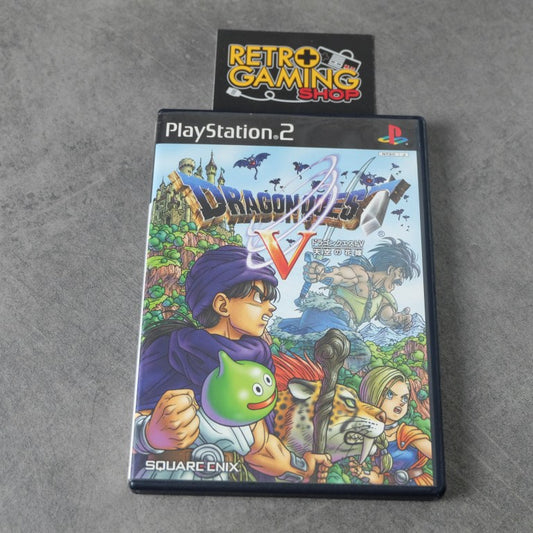 RETRO
GAMING
SHOP
PlayStation®2
DRAGON QUEST
V
ドラゴンクエストV
天空の花嫁
SQUARE ENIX